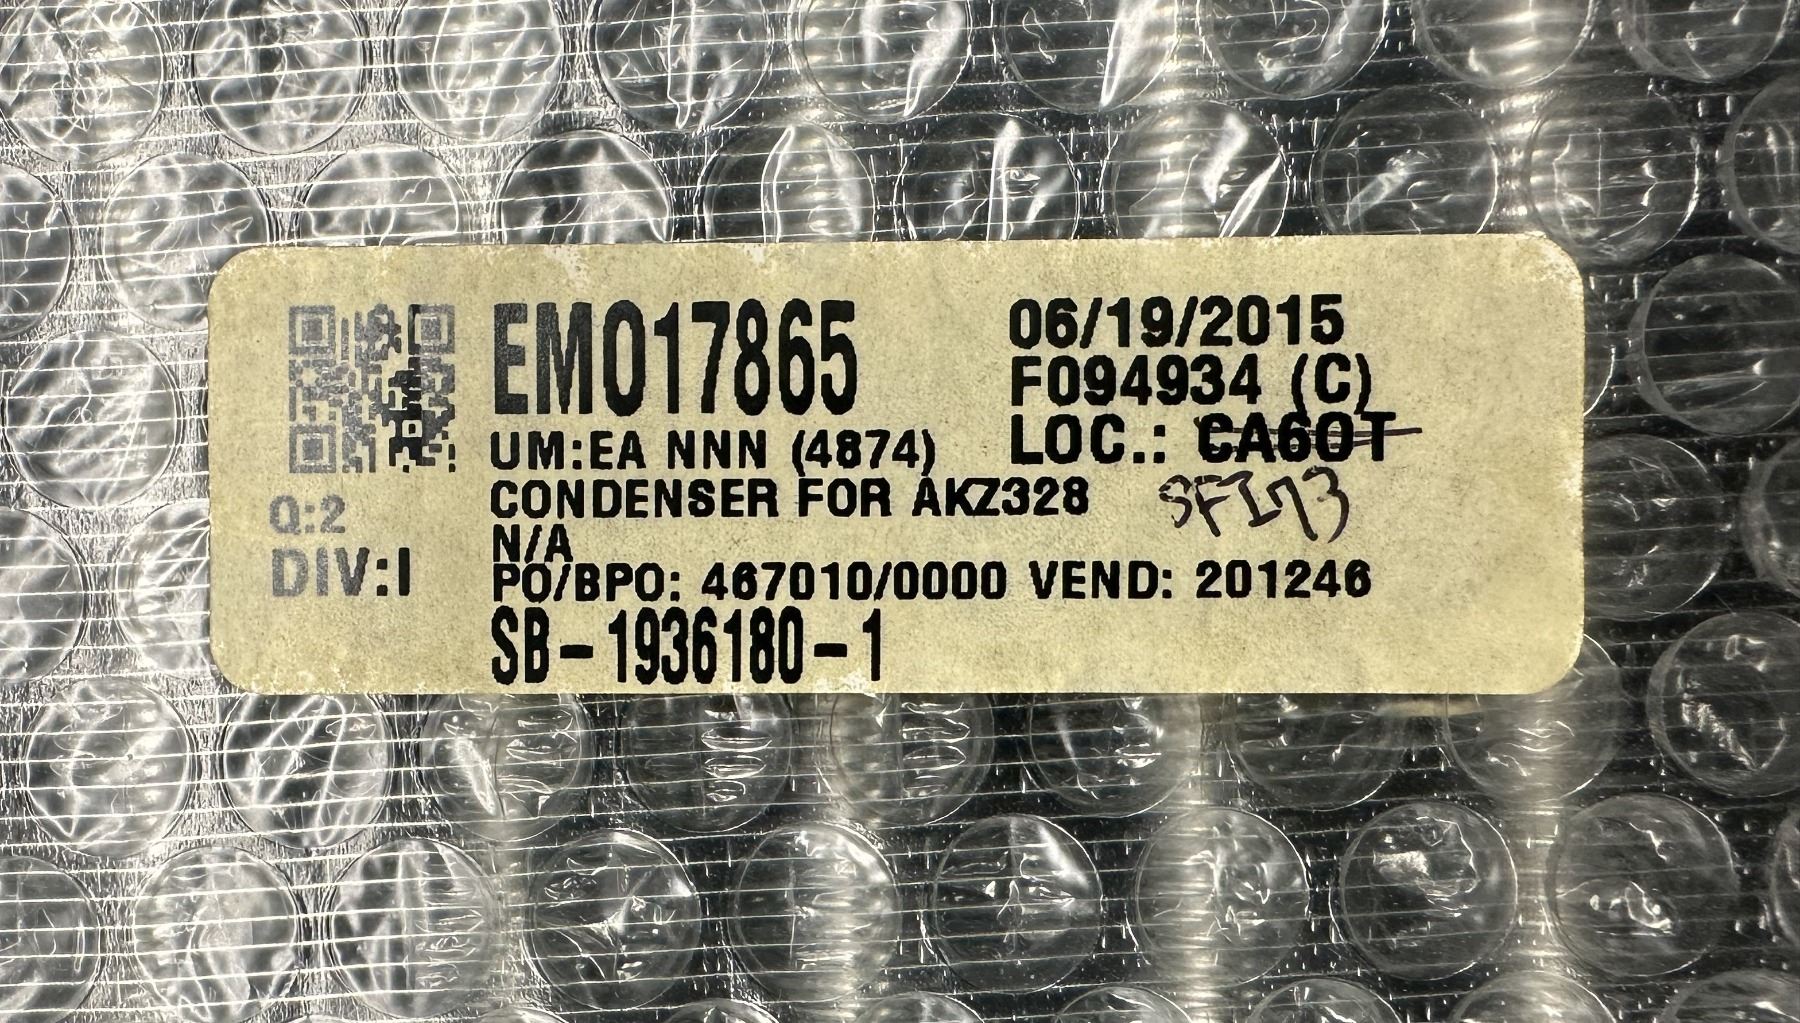 EM017865
06/19/2015
F094934 (C)
UM:EA NNN (4874)
LOC.: CA60T
CONDENSER FOR AKZ328
SFI73
Q:2
N/A
DIV:I
PO/BPO: 467010/0000 VEND: 201246
SB-1936180-1